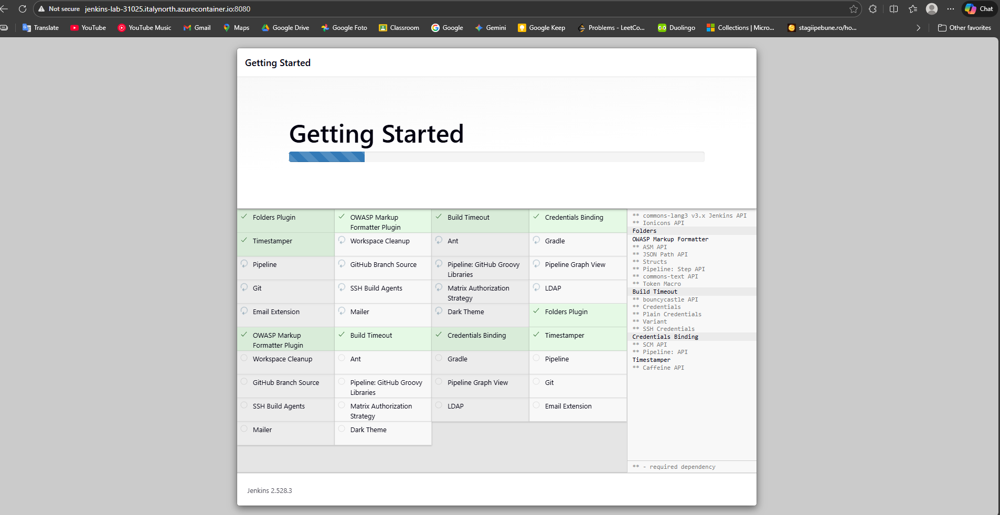 Not secure jenkins-lab-31025.italynorth.azurecontainer.io:8080
Chat
Translate YouTube YouTube Music Gmail Maps Google Drive Google Foto Classroom Google Gemini Google Keep Problems - LeetCo... Duolingo Collections | Micro... stagiipebune.ro/ho... Other favorites
Getting Started
Getting Started
Folders Plugin
OWASP Markup
Formatter Plugin
Build Timeout
Credentials Binding
Timestamper
Workspace Cleanup
Ant
Gradle
Pipeline
GitHub Branch Source
Pipeline: GitHub Groovy
Libraries
Pipeline Graph View
Git
SSH Build Agents
Matrix Authorization
Strategy
LDAP
Email Extension
Mailer
Dark Theme
Folders Plugin
OWASP Markup
Formatter Plugin
Build Timeout
Credentials Binding
Timestamper
Workspace Cleanup
Ant
Gradle
Pipeline
GitHub Branch Source
Pipeline: GitHub Groovy
Libraries
Pipeline Graph View
Git
SSH Build Agents
Matrix Authorization
Strategy
LDAP
Email Extension
Mailer
Dark Theme
** commons-lang3 v3.x Jenkins API
** Ionicons API
Folders
OWASP Markup Formatter
** ASM API
** JSON Path API
** Structs
** Pipeline: Step API
** commons-text API
** Token Macro
Build Timeout
** bouncycastle API
** Credentials
** Plain Credentials
** Variant
** SSH Credentials
Credentials Binding
** SCM API
** Pipeline: API
Timestamper
** Caffeine API
** - required dependency
Jenkins 2.528.3